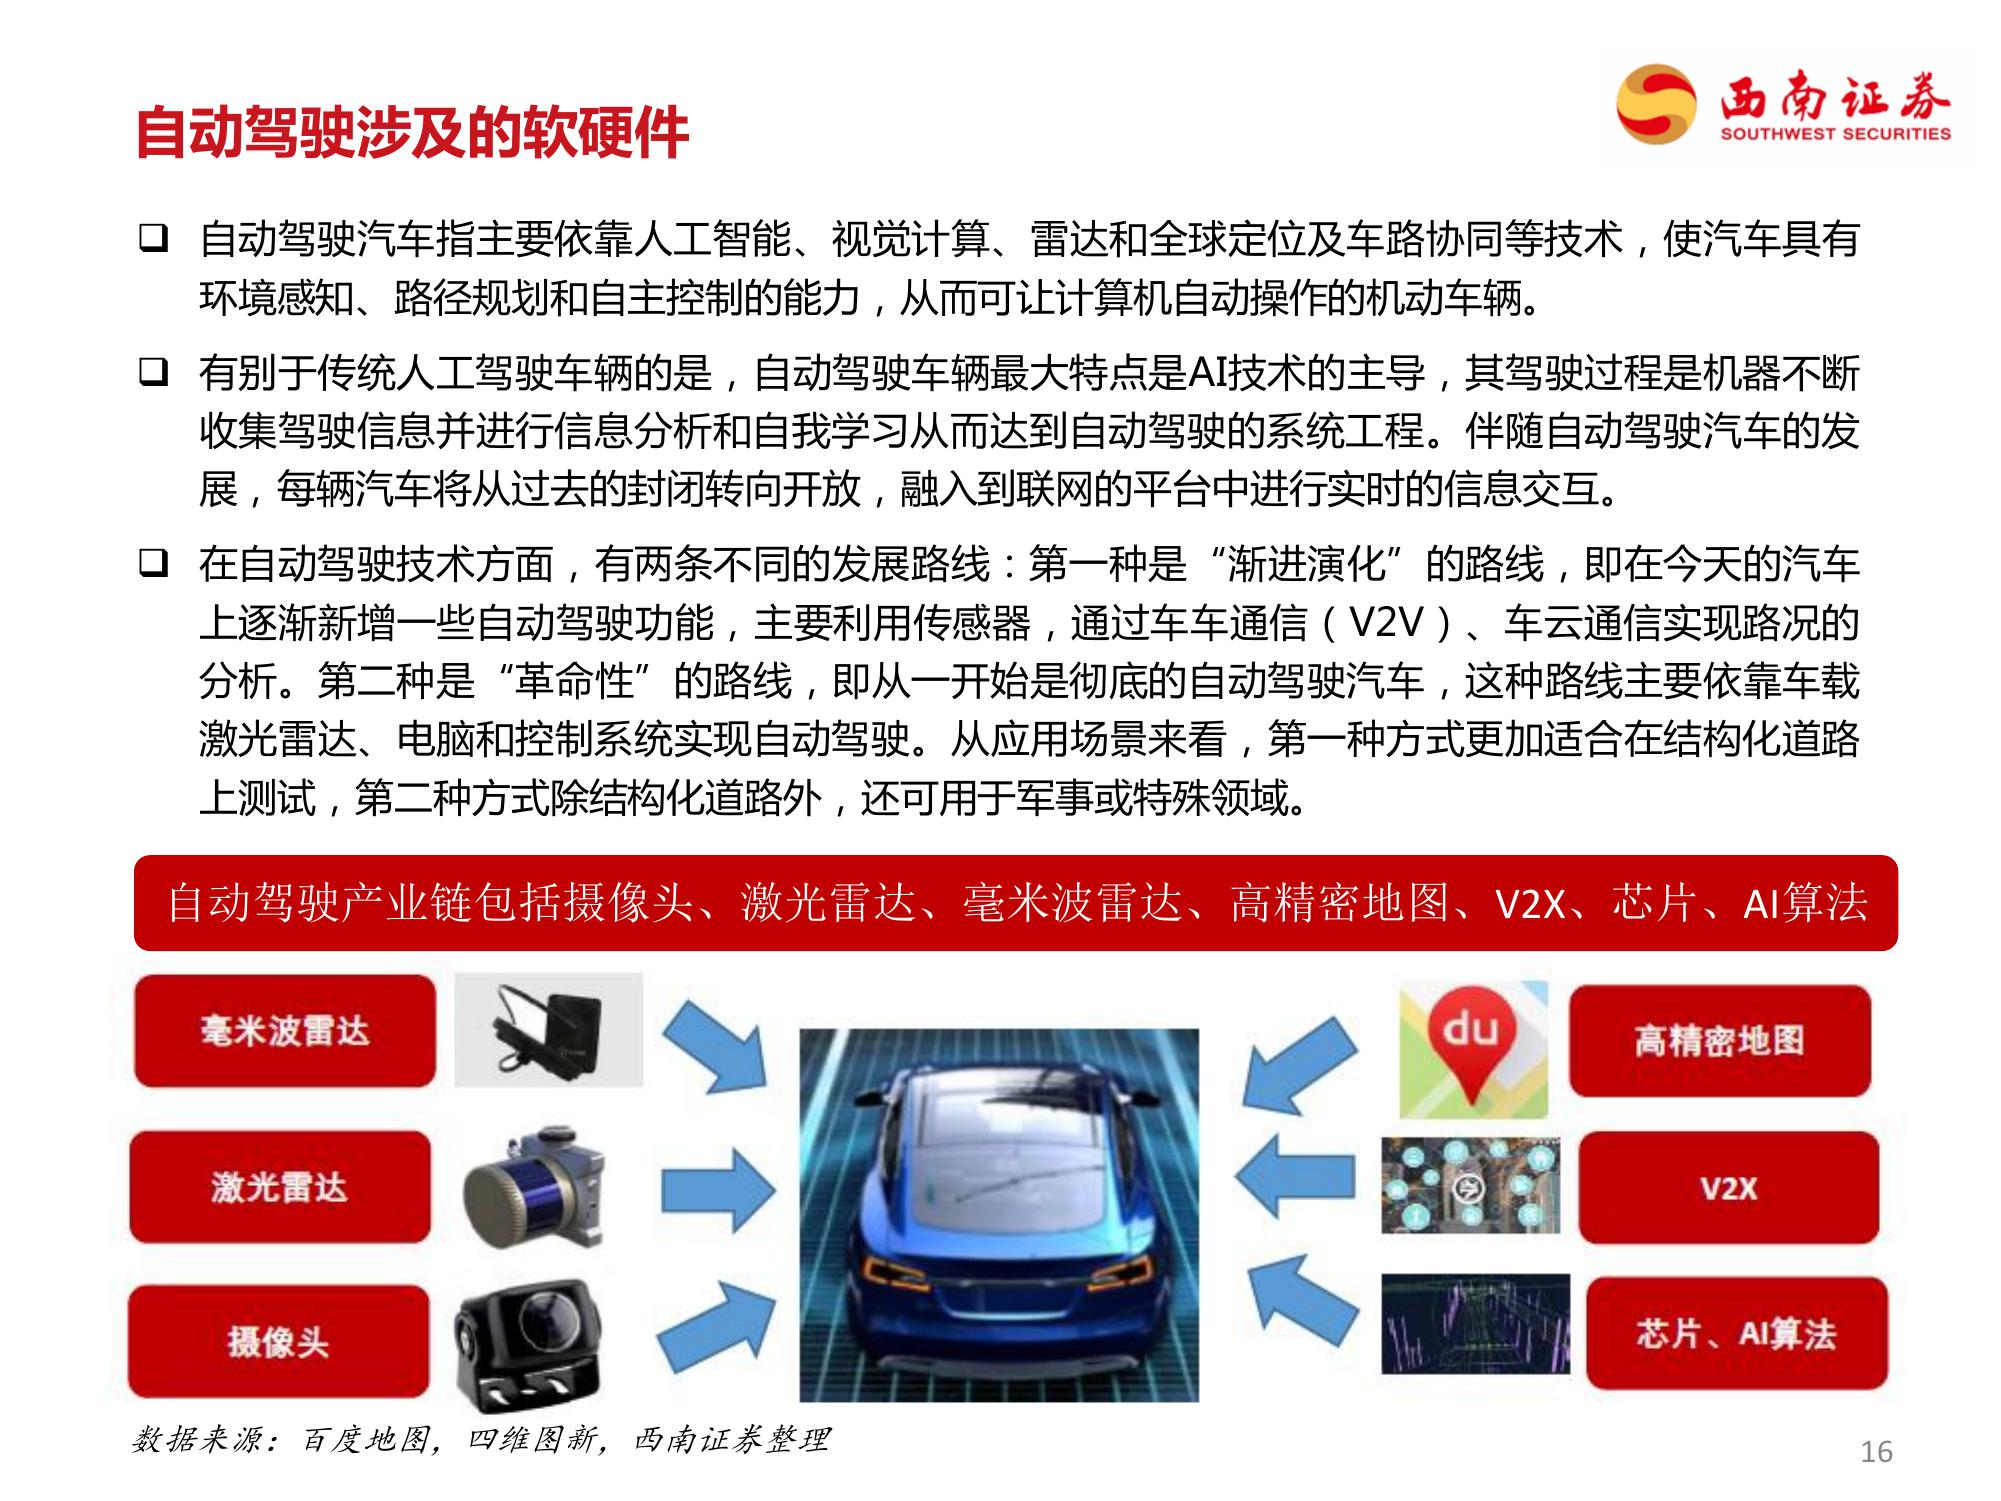 自动驾驶涉及的软硬件
西南证券
SOUTHWEST SECURITIES
❑ 自动驾驶汽车指主要依靠人工智能、视觉计算、雷达和全球定位及车路协同等技术，使汽车具有
环境感知、路径规划和自主控制的能力，从而可让计算机自动操作的机动车辆。
❑ 有别于传统人工驾驶车辆的是，自动驾驶车辆最大特点是AI技术的主导，其驾驶过程是机器不断
收集驾驶信息并进行信息分析和自我学习从而达到自动驾驶的系统工程。伴随自动驾驶汽车的发
展，每辆汽车将从过去的封闭转向开放，融入到联网的平台中进行实时的信息交互。
❑ 在自动驾驶技术方面，有两条不同的发展路线：第一种是“渐进演化”的路线，即在今天的汽车
上逐渐新增一些自动驾驶功能，主要利用传感器，通过车车通信（V2V）、车云通信实现路况的
分析。第二种是“革命性”的路线，即从一开始是彻底的自动驾驶汽车，这种路线主要依靠车载
激光雷达、电脑和控制系统实现自动驾驶。从应用场景来看，第一种方式更加适合在结构化道路
上测试，第二种方式除结构化道路外，还可用于军事或特殊领域。
自动驾驶产业链包括摄像头、激光雷达、毫米波雷达、高精密地图、V2X、芯片、AI算法
毫米波雷达
du
高精密地图
激光雷达
V2X
摄像头
芯片、AI算法
数据来源：百度地图，四维图新，西南证券整理
16